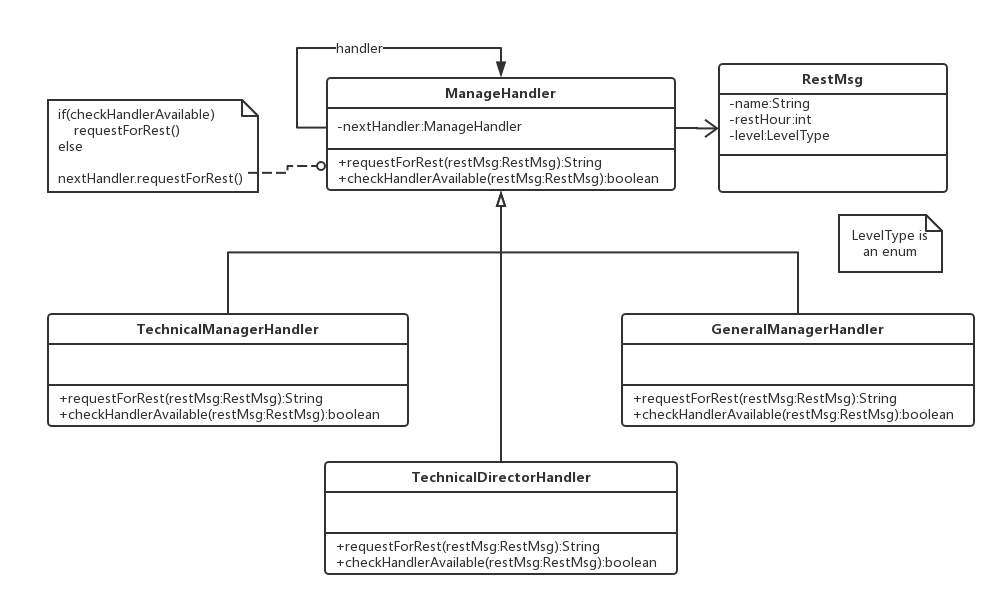 handler
ManageHandler
-nextHandler:ManageHandler
+requestForRest(restMsg:RestMsg):String
+checkHandlerAvailable(restMsg:RestMsg):boolean
RestMsg
-name:String
-restHour:int
-level:LevelType
if(checkHandlerAvailable)
requestForRest()
else
nextHandler.requestForRest()
LevelType is
an enum
TechnicalManagerHandler
+requestForRest(restMsg:RestMsg):String
+checkHandlerAvailable(restMsg:RestMsg):boolean
GeneralManagerHandler
+requestForRest(restMsg:RestMsg):String
+checkHandlerAvailable(restMsg:RestMsg):boolean
TechnicalDirectorHandler
+requestForRest(restMsg:RestMsg):String
+checkHandlerAvailable(restMsg:RestMsg):boolean